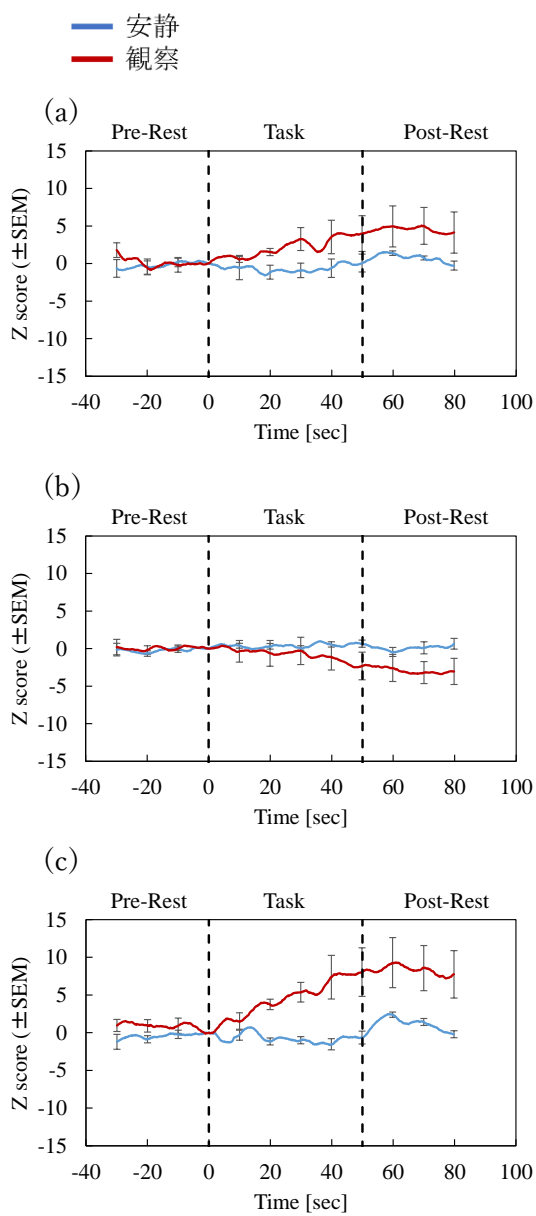 安静
観察
(a)
Pre-Rest Task Post-Rest
15
10
5
0
-5
-10
-15
Z score (±SEM)
-40 -20 0 20 40 60 80 100
Time [sec]
(b)
Pre-Rest Task Post-Rest
15
10
5
0
-5
-10
-15
Z score (±SEM)
-40 -20 0 20 40 60 80 100
Time [sec]
(c)
Pre-Rest Task Post-Rest
15
10
5
0
-5
-10
-15
Z score (±SEM)
-40 -20 0 20 40 60 80 100
Time [sec]